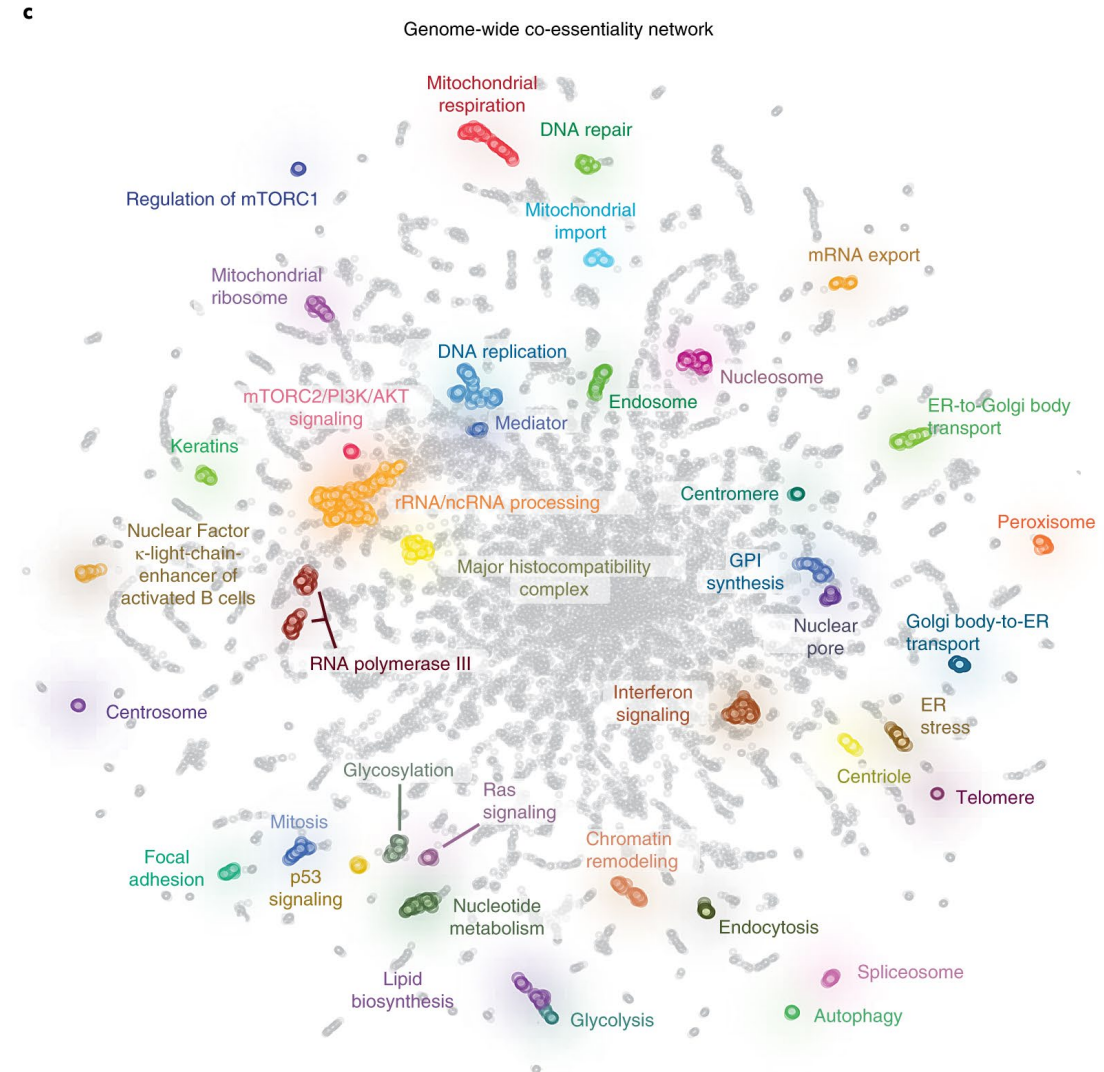 c
Genome-wide co-essentiality network
Mitochondrial
respiration
DNA repair
Regulation of mTORC1
Mitochondrial
import
mRNA export
Mitochondrial
ribosome
DNA replication
Nucleosome
mTORC2/PI3K/AKT
signaling
Endosome
Mediator
ER-to-Golgi body
transport
Keratins
rRNA/ncRNA processing
Centromere
Peroxisome
Nuclear Factor
κ-light-chain-
enhancer of
activated B cells
Major histocompatibility
complex
GPI
synthesis
Nuclear
pore
Golgi body-to-ER
transport
RNA polymerase III
Centrosome
Interferon
signaling
ER
stress
Centriole
Telomere
Glycosylation
Ras
signaling
Mitosis
Focal
adhesion
p53
signaling
Chromatin
remodeling
Nucleotide
metabolism
Endocytosis
Lipid
biosynthesis
Glycolysis
Spliceosome
Autophagy